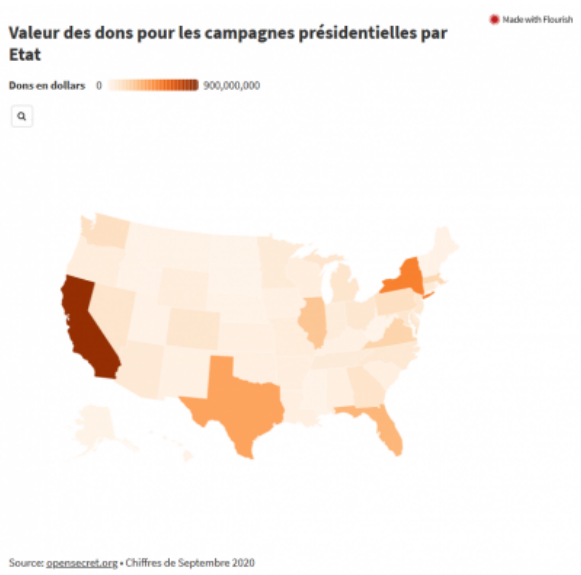 Made with Flourish
Valeur des dons pour les campagnes présidentielles par
Etat
Dons en dollars 0 900,000,000
Source: opensecret.org • Chiffres de Septembre 2020